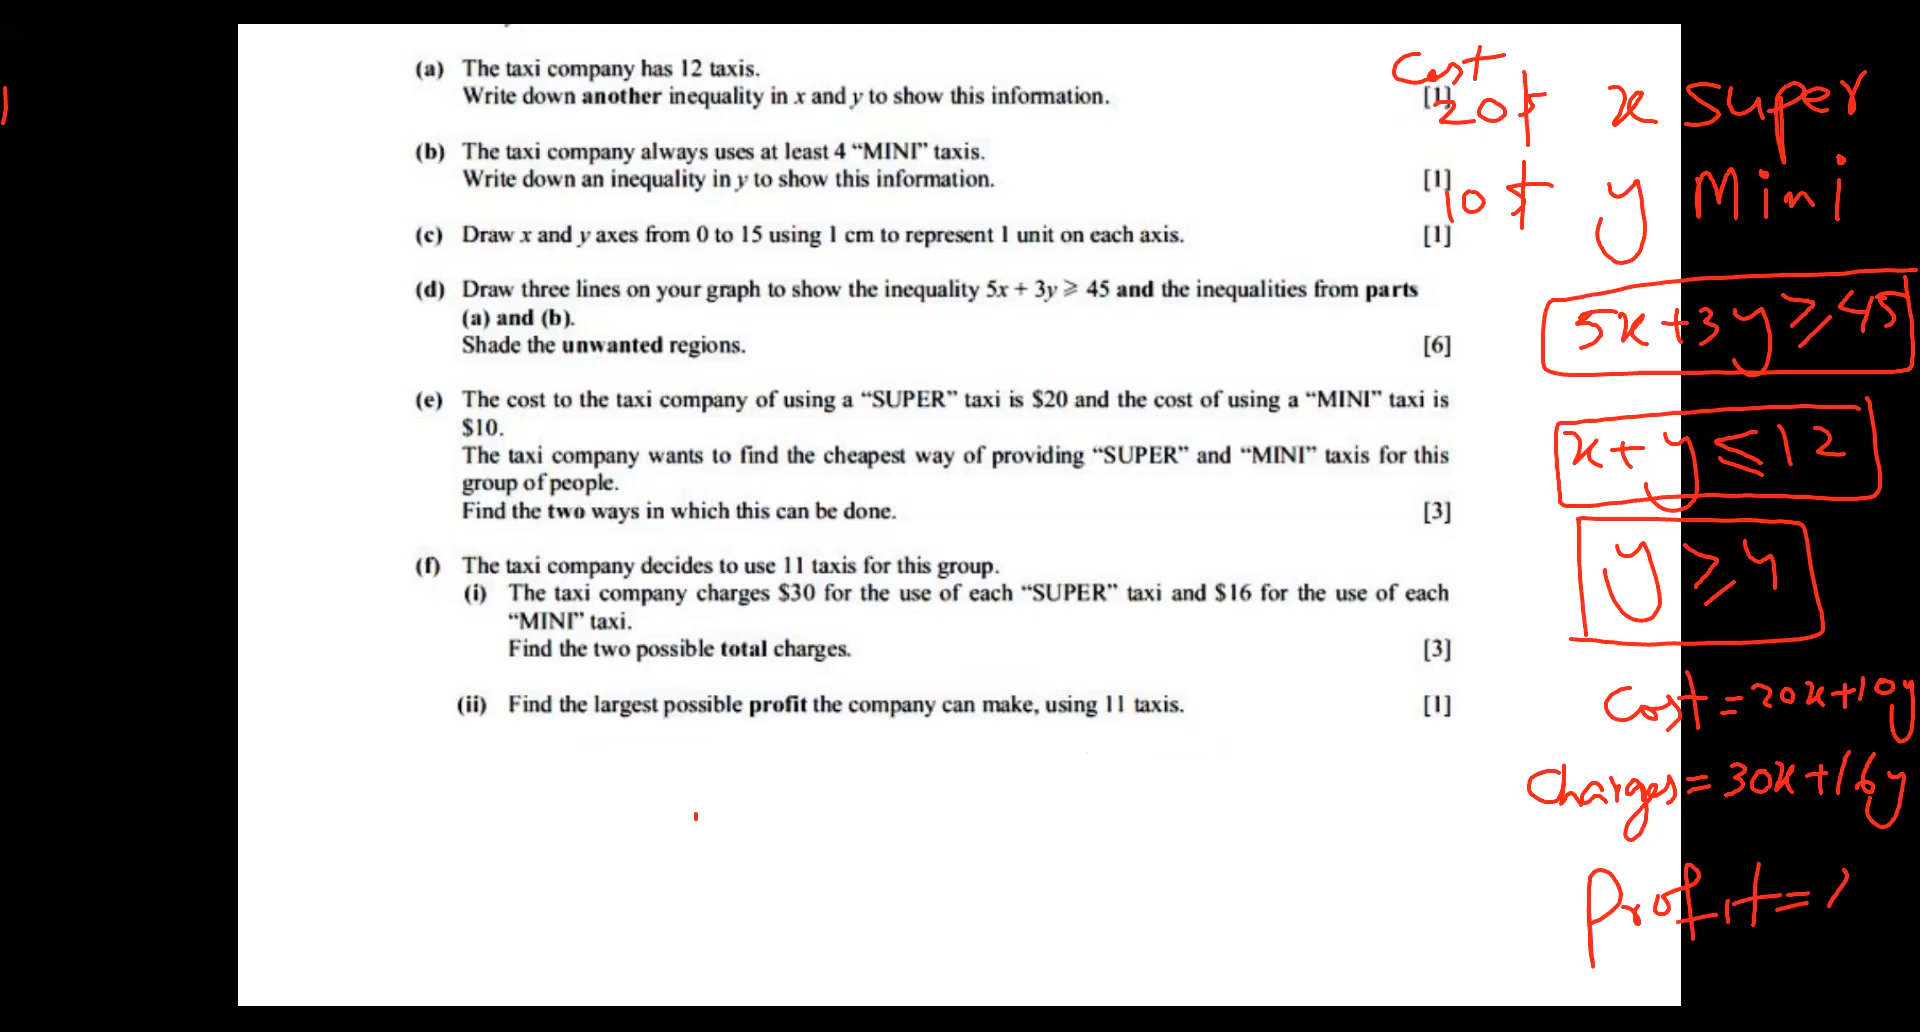 (a) The taxi company has 12 taxis.
Write down another inequality in x and y to show this information. [1]
(b) The taxi company always uses at least 4 “MINI” taxis.
Write down an inequality in y to show this information. [1]
(c) Draw x and y axes from 0 to 15 using 1 cm to represent 1 unit on each axis. [1]
(d) Draw three lines on your graph to show the inequality 5x + 3y ⩾ 45 and the inequalities from parts
(a) and (b).
Shade the unwanted regions. [6]
(e) The cost to the taxi company of using a “SUPER” taxi is $20 and the cost of using a “MINI” taxi is
$10.
The taxi company wants to find the cheapest way of providing “SUPER” and “MINI” taxis for this
group of people.
Find the two ways in which this can be done. [3]
(f) The taxi company decides to use 11 taxis for this group.
(i) The taxi company charges $30 for the use of each “SUPER” taxi and $16 for the use of each
“MINI” taxi.
Find the two possible total charges. [3]
(ii) Find the largest possible profit the company can make, using 11 taxis. [1]
Cost
20$ x Super
10$ y Mini
5x+3y⩾45
x+y⩽12
y⩾4
Cost=20x+10y
Charges=30x+16y
Profit=